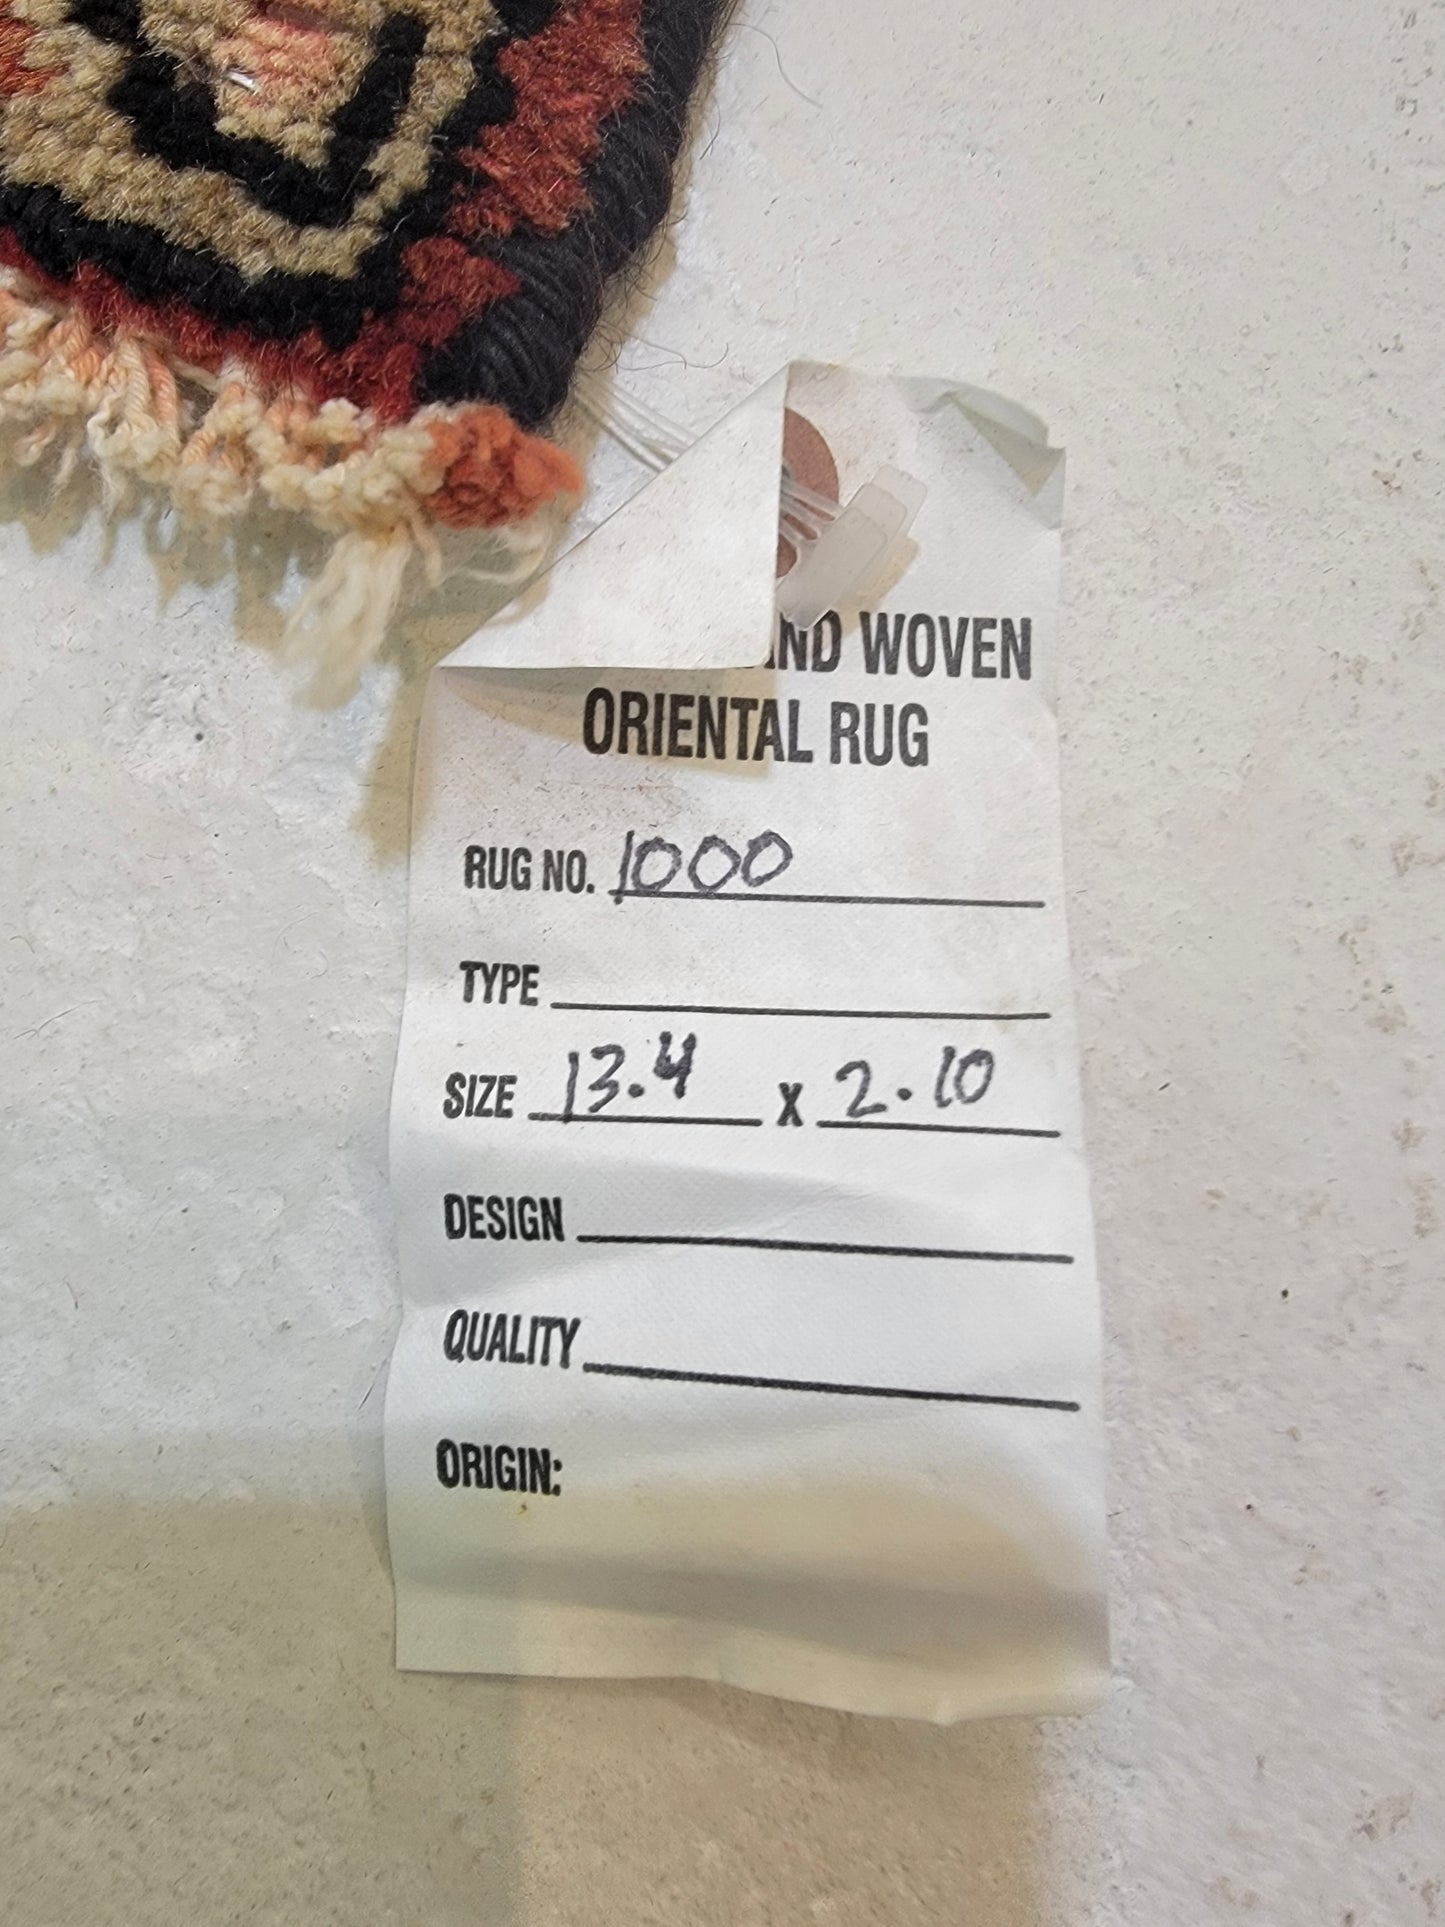 ND WOVEN
ORIENTAL RUG
RUG NO. 1000
TYPE
SIZE 13.4 X 2.10
DESIGN
QUALITY
ORIGIN: